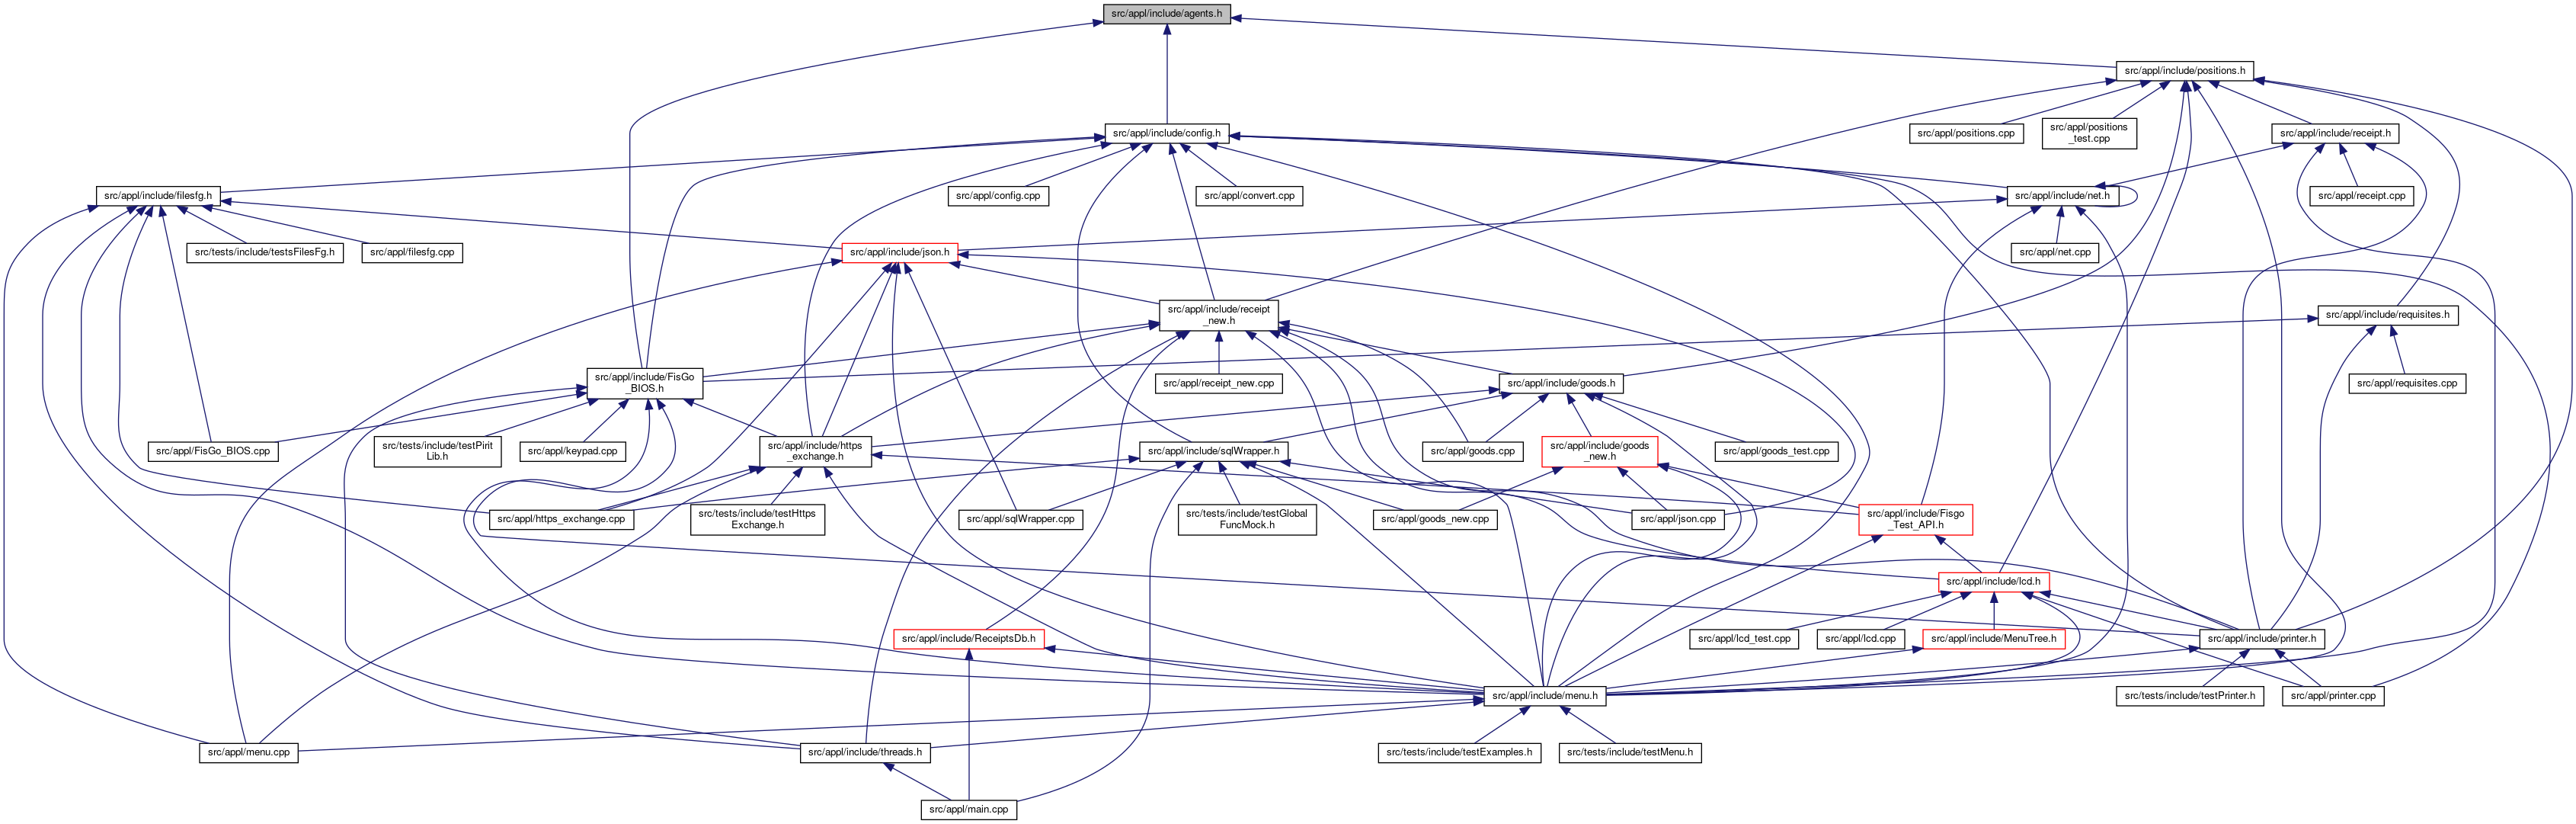 src/appl/include/agents.h
src/appl/include/positions.h
src/appl/include/config.h
src/appl/positions.cpp
src/appl/positions
_test.cpp
src/appl/include/receipt.h
src/appl/include/filesfg.h
src/appl/config.cpp
src/appl/convert.cpp
src/appl/include/net.h
src/appl/receipt.cpp
src/tests/include/testsFilesFg.h
src/appl/filesfg.cpp
src/appl/include/json.h
src/appl/net.cpp
src/appl/include/receipt
_new.h
src/appl/include/requisites.h
src/appl/include/FisGo
_BIOS.h
src/appl/receipt_new.cpp
src/appl/include/goods.h
src/appl/requisites.cpp
src/appl/FisGo_BIOS.cpp
src/tests/include/testPirit
Lib.h
src/appl/keypad.cpp
src/appl/include/https
_exchange.h
src/appl/include/sqlWrapper.h
src/appl/goods.cpp
src/appl/include/goods
_new.h
src/appl/goods_test.cpp
src/appl/https_exchange.cpp
src/tests/include/testHttps
Exchange.h
src/appl/sqlWrapper.cpp
src/tests/include/testGlobal
FuncMock.h
src/appl/goods_new.cpp
src/appl/json.cpp
src/appl/include/Fisgo
_Test_API.h
src/appl/include/lcd.h
src/appl/include/ReceiptsDb.h
src/appl/lcd_test.cpp
src/appl/lcd.cpp
src/appl/include/MenuTree.h
src/appl/include/printer.h
src/appl/include/menu.h
src/tests/include/testPrinter.h
src/appl/printer.cpp
src/appl/menu.cpp
src/appl/include/threads.h
src/tests/include/testExamples.h
src/tests/include/testMenu.h
src/appl/main.cpp